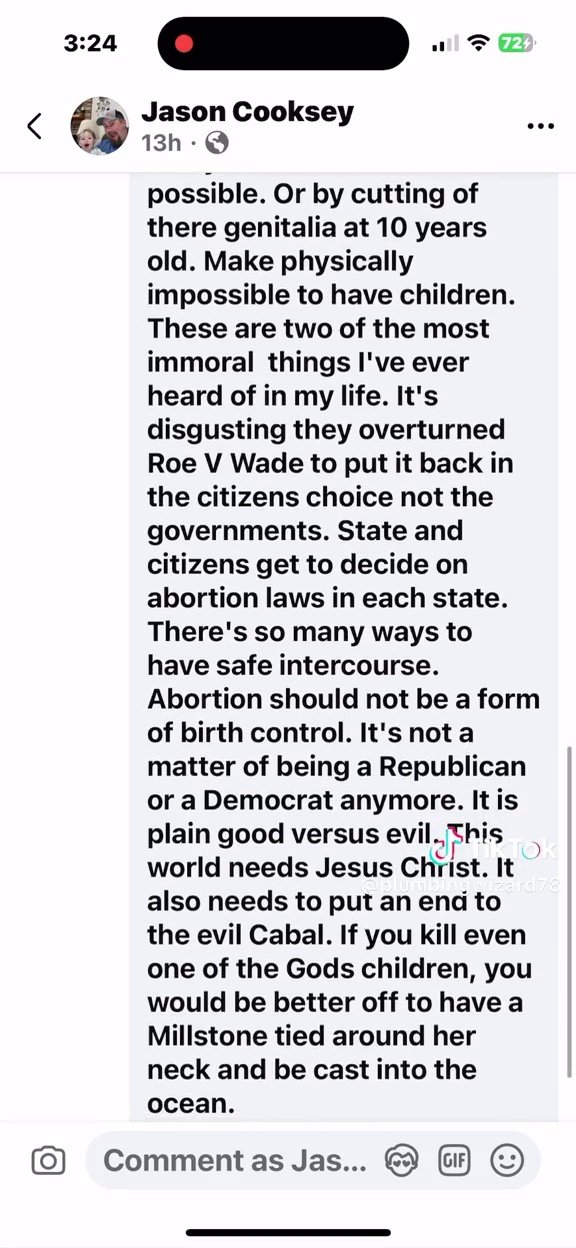 3:24
72
Jason Cooksey
13h ·
possible. Or by cutting of
there genitalia at 10 years
old. Make physically
impossible to have children.
These are two of the most
immoral  things I've ever
heard of in my life. It's
disgusting they overturned
Roe V Wade to put it back in
the citizens choice not the
governments. State and
citizens get to decide on
abortion laws in each state.
There's so many ways to
have safe intercourse.
Abortion should not be a form
of birth control. It's not a
matter of being a Republican
or a Democrat anymore. It is
plain good versus evil. This
TikTok
world needs Jesus Christ. It
@plumbingwizard78
also needs to put an end to
the evil Cabal. If you kill even
one of the Gods children, you
would be better off to have a
Millstone tied around her
neck and be cast into the
ocean.
Comment as Jas...
GIF